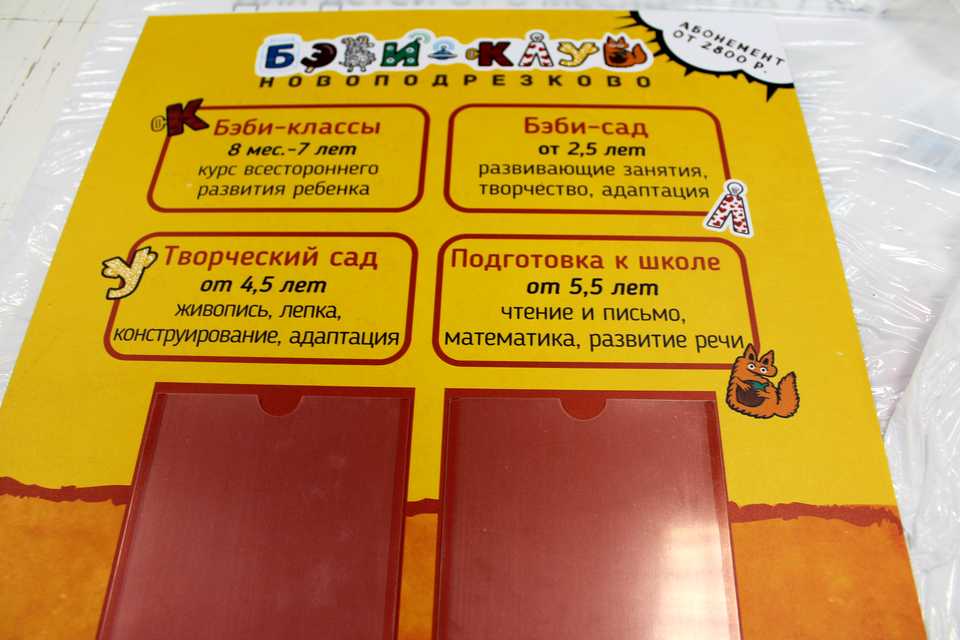 БЭБИ-КЛУБ
НОВОПОДРЕЗКОВО
АБОНЕМЕНТ
ОТ 2800 Р.
Бэби-классы
8 мес.-7 лет
курс всестороннего
развития ребенка
Бэби-сад
от 2,5 лет
развивающие занятия,
творчество, адаптация
Творческий сад
от 4,5 лет
живопись, лепка,
конструирование, адаптация
Подготовка к школе
от 5,5 лет
чтение и письмо,
математика, развитие речи